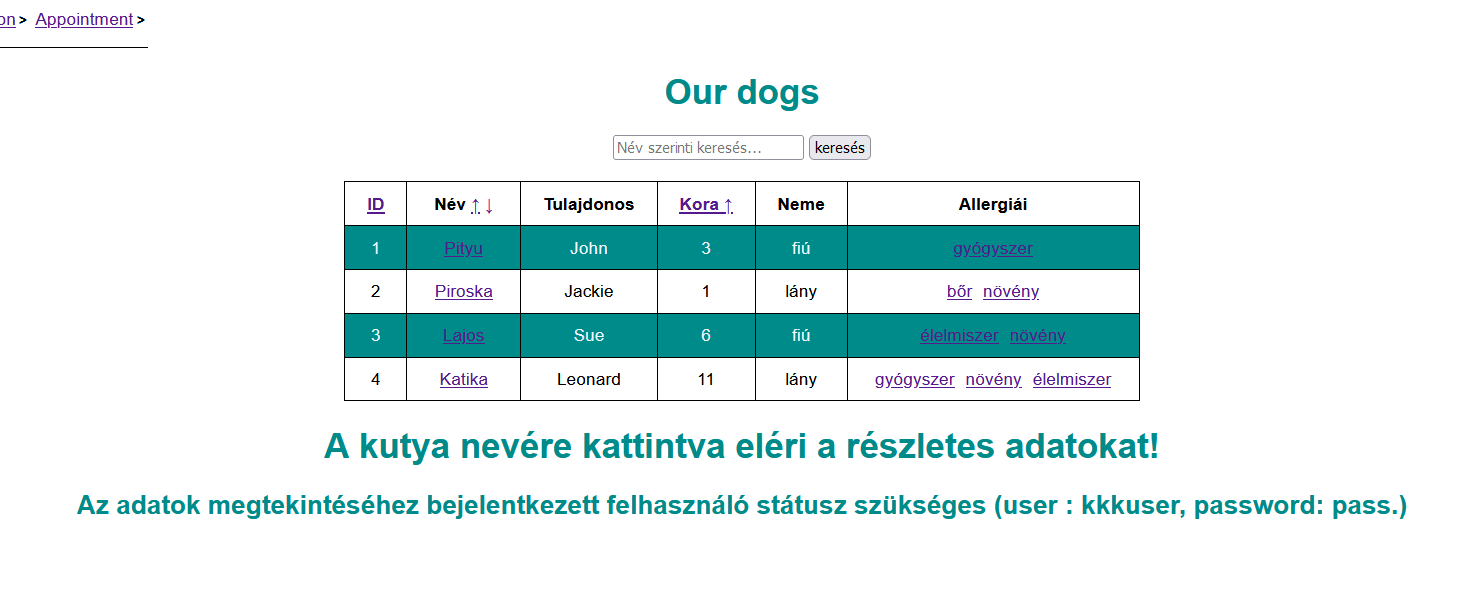 on > Appointment >
Our dogs
Név szerinti keresés... keresés
ID Név ↑ ↓ Tulajdonos Kora ↑ Neme Allergiái
1 Pityu John 3 fiú gyógyszer
2 Piroska Jackie 1 lány bőr növény
3 Lajos Sue 6 fiú élelmiszer növény
4 Katika Leonard 11 lány gyógyszer növény élelmiszer
A kutya nevére kattintva eléri a részletes adatokat!
Az adatok megtekintéséhez bejelentkezett felhasználó státusz szükséges (user : kkkuser, password: pass.)